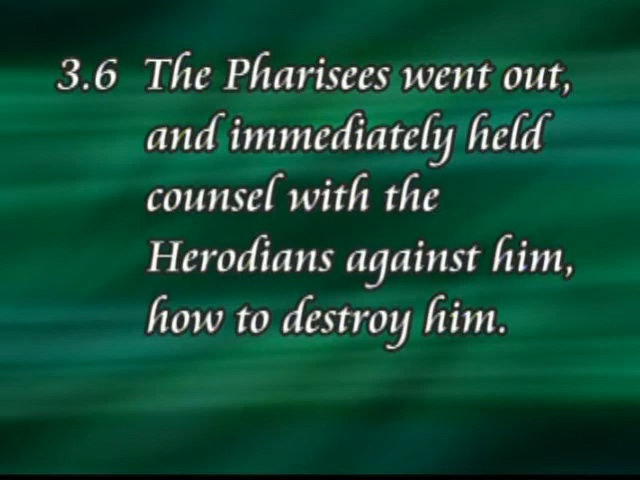 3.6 The Pharisees went out,
and immediately held
counsel with the
Herodians against him,
how to destroy him.